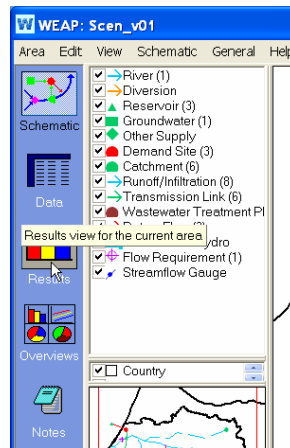 WEAP: Scen_v01
Area Edit View Schematic General Help
Schematic
Data
Results
Overviews
Notes
River (1)
Diversion
Reservoir (3)
Groundwater (1)
Other Supply
Demand Site (3)
Catchment (6)
Runoff/Infiltration (8)
Transmission Link (6)
Wastewater Treatment Pl
Results view for the current area
Flow Requirement (1)
Streamflow Gauge
Country